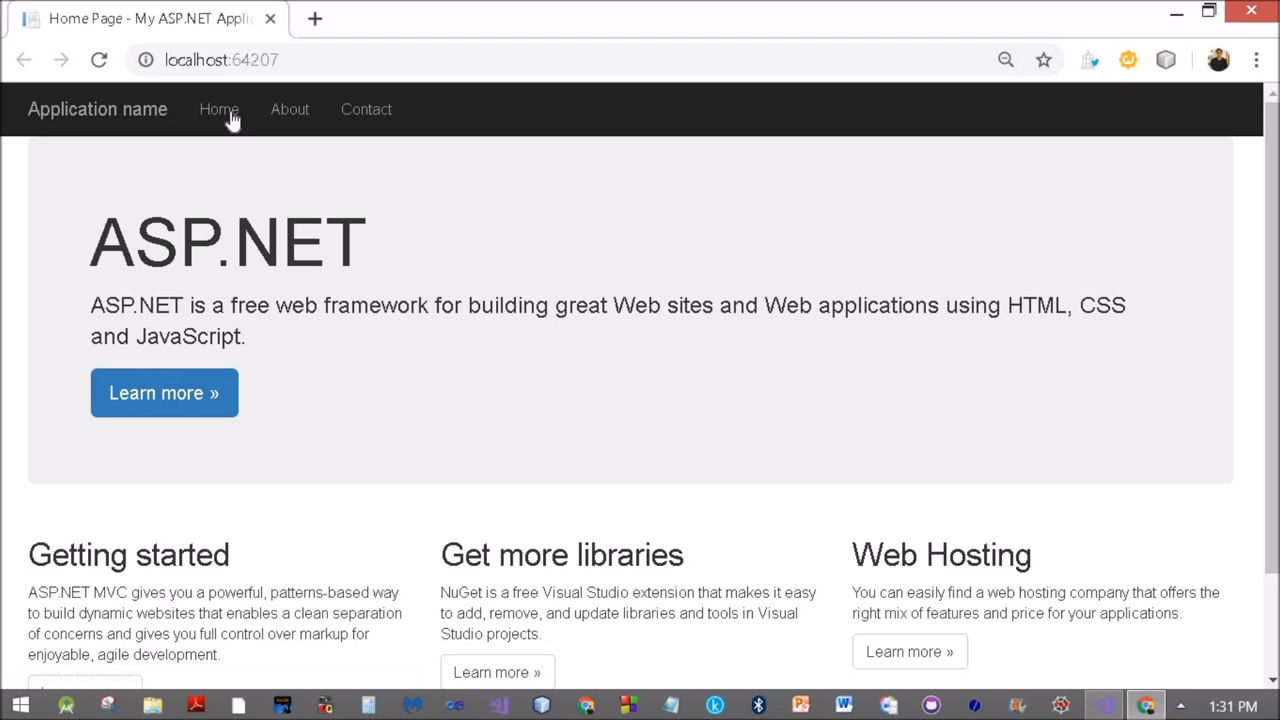 Home Page - My ASP.NET Applic
localhost:64207
Application name Home About Contact
ASP.NET
ASP.NET is a free web framework for building great Web sites and Web applications using HTML, CSS
and JavaScript.
Learn more »
Getting started
ASP.NET MVC gives you a powerful, patterns-based way
to build dynamic websites that enables a clean separation
of concerns and gives you full control over markup for
enjoyable, agile development.
Get more libraries
NuGet is a free Visual Studio extension that makes it easy
to add, remove, and update libraries and tools in Visual
Studio projects.
Learn more »
Web Hosting
You can easily find a web hosting company that offers the
right mix of features and price for your applications.
Learn more »
1:31 PM